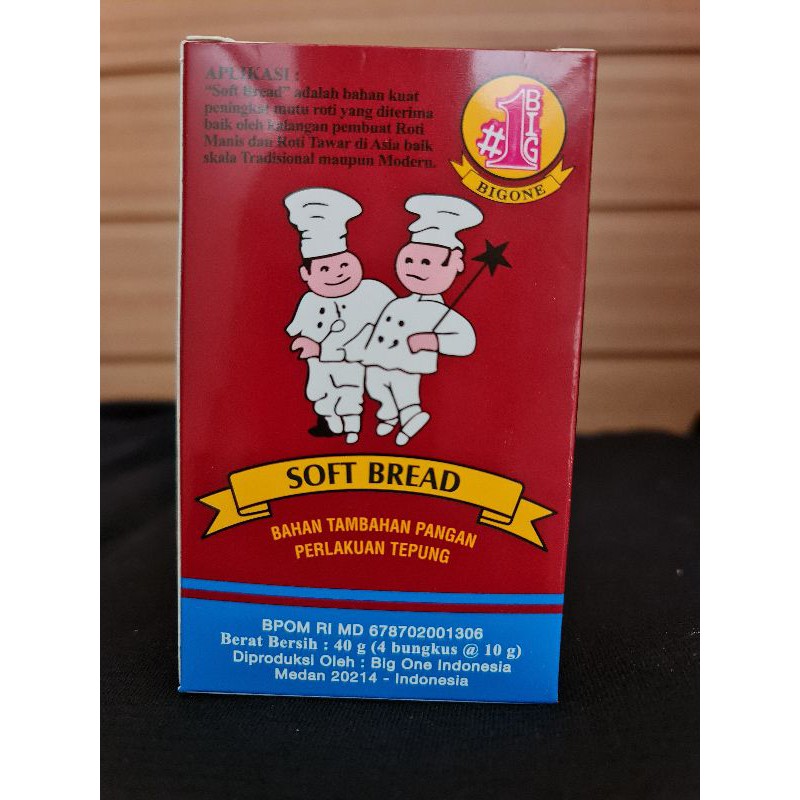 APLIKASI :
"Soft Bread" adalah bahan kuat
peningkat mutu roti yang diterima
baik oleh kalangan pembuat Roti
Manis dan Roti Tawar di Asia baik
skala Tradisional maupun Modern.
#1 BIG
BIGONE
SOFT BREAD
BAHAN TAMBAHAN PANGAN
PERLAKUAN TEPUNG
BPOM RI MD 678702001306
Berat Bersih : 40 g (4 bungkus @ 10 g)
Diproduksi Oleh : Big One Indonesia
Medan 20214 - Indonesia